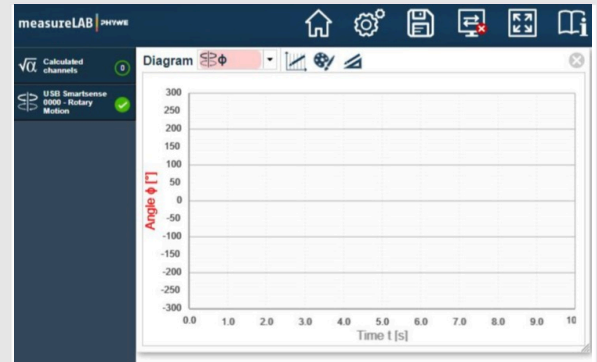 measureLAB PHYWE
√α Calculated channels 0
USB Smartsense 0000 - Rotary Motion
Diagram ϕ
300
250
200
150
100
50
0
-50
-100
-150
-200
-250
-300
Angle ϕ [°]
0.0 1.0 2.0 3.0 4.0 5.0 6.0 7.0 8.0 9.0 10
Time t [s]